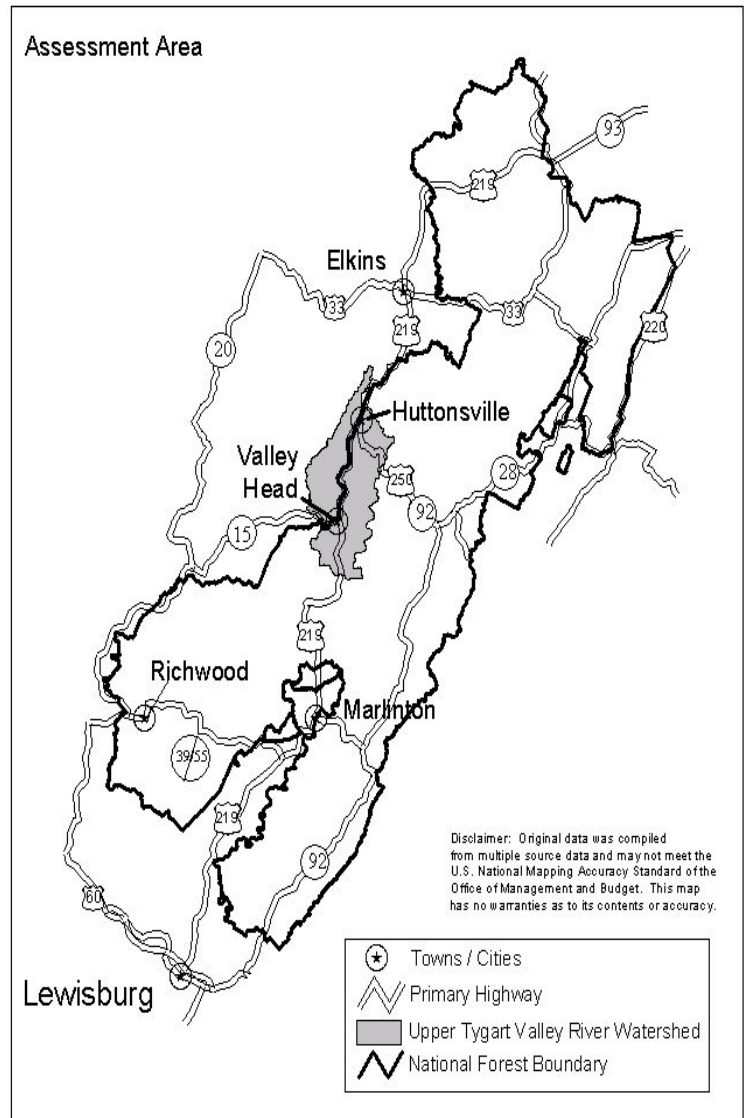 Assessment Area
93
219
Elkins
33
33
219
220
20
Huttonsville
Valley
Head
250
28
92
15
219
Richwood
Marlinton
39/55
219
92
Disclaimer: Original data was compiled
from multiple source data and may not meet the
U.S. National Mapping Accuracy Standard of the
Office of Management and Budget. This map
has no warranties as to its contents or accuracy.
60
Lewisburg
Towns / Cities
Primary Highway
Upper Tygart Valley River Watershed
National Forest Boundary